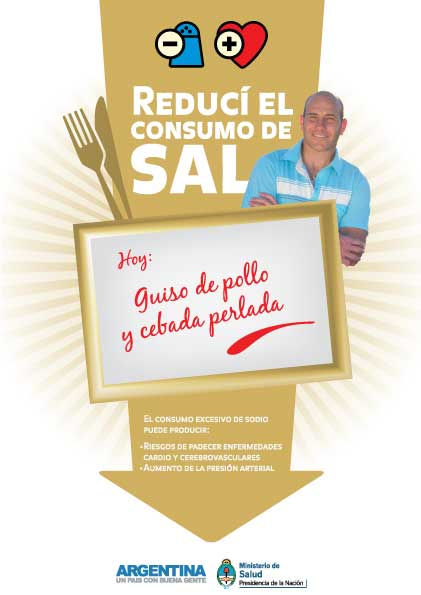 REDUCÍ EL
CONSUMO DE
SAL
Hoy:
Guiso de pollo
y cebada perlada
EL CONSUMO EXCESIVO DE SODIO
PUEDE PRODUCIR:
• RIESGOS DE PADECER ENFERMEDADES
CARDIO Y CEREBROVASCULARES
• AUMENTO DE LA PRESIÓN ARTERIAL
ARGENTINA
UN PAIS CON BUENA GENTE
Ministerio de
Salud
Presidencia de la Nación